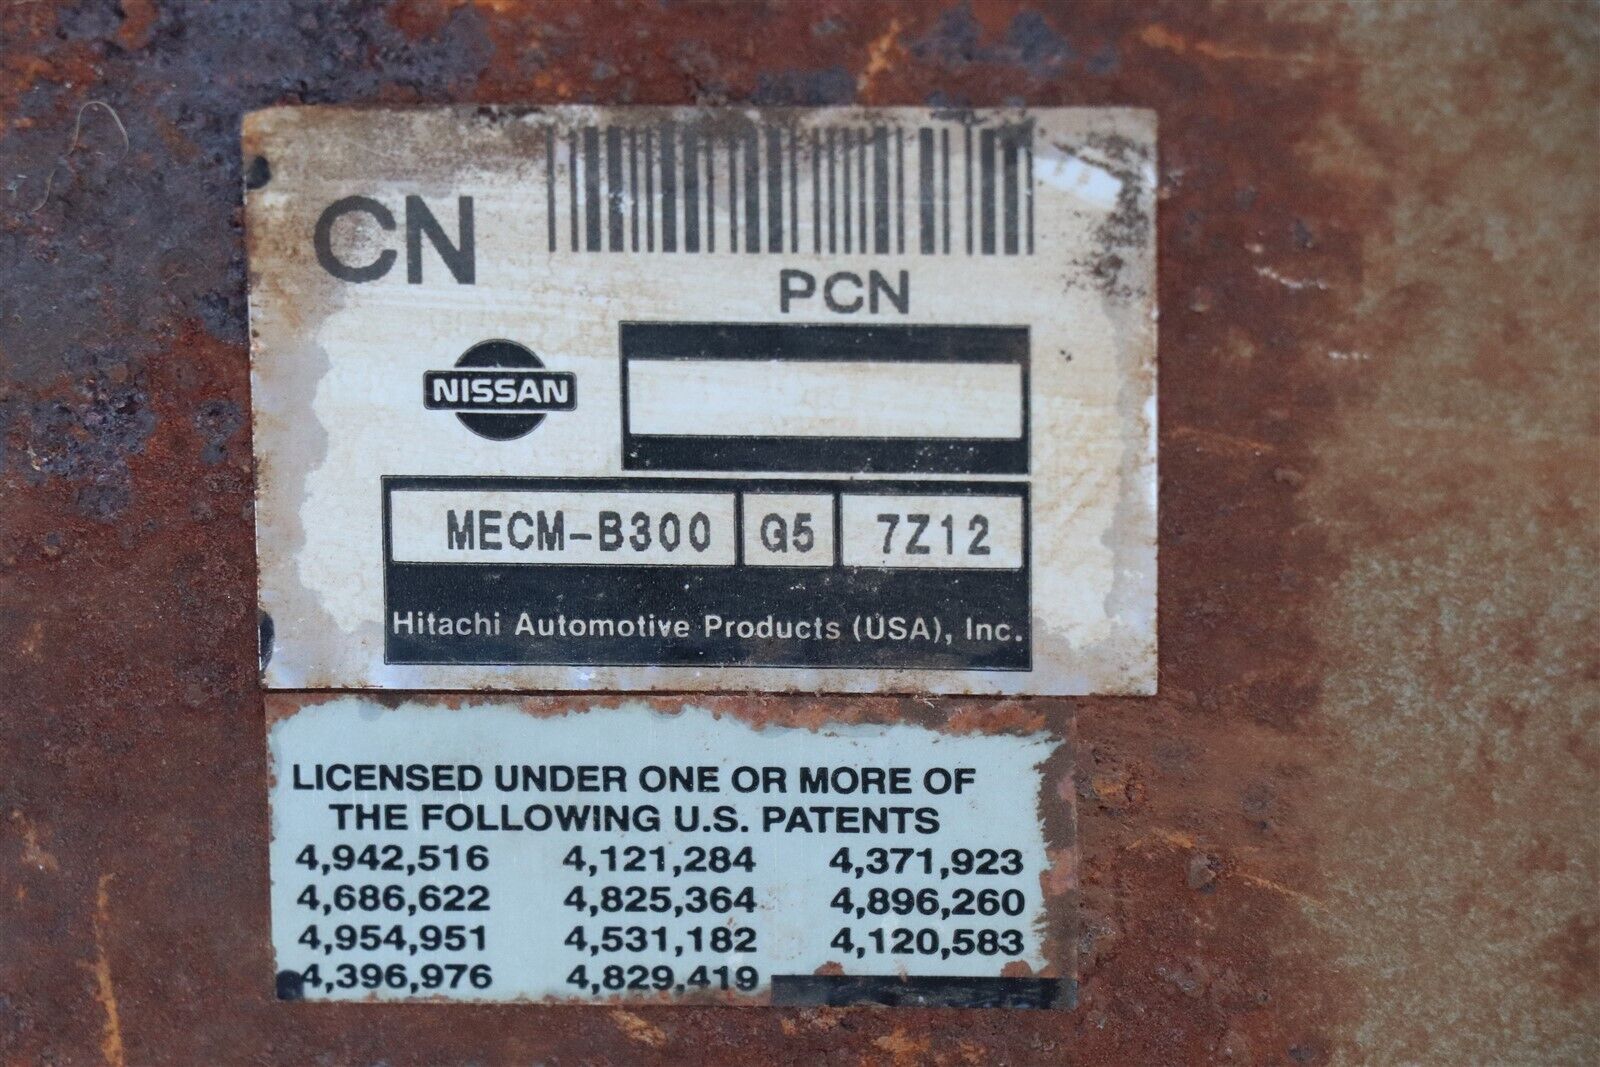 CN
PCN
NISSAN
MECM-B300 G5 7Z12
Hitachi Automotive Products (USA), Inc.
LICENSED UNDER ONE OR MORE OF
THE FOLLOWING U.S. PATENTS
4,942,516 4,121,284 4,371,923
4,686,622 4,825,364 4,896,260
4,954,951 4,531,182 4,120,583
4,396,976 4,829,419